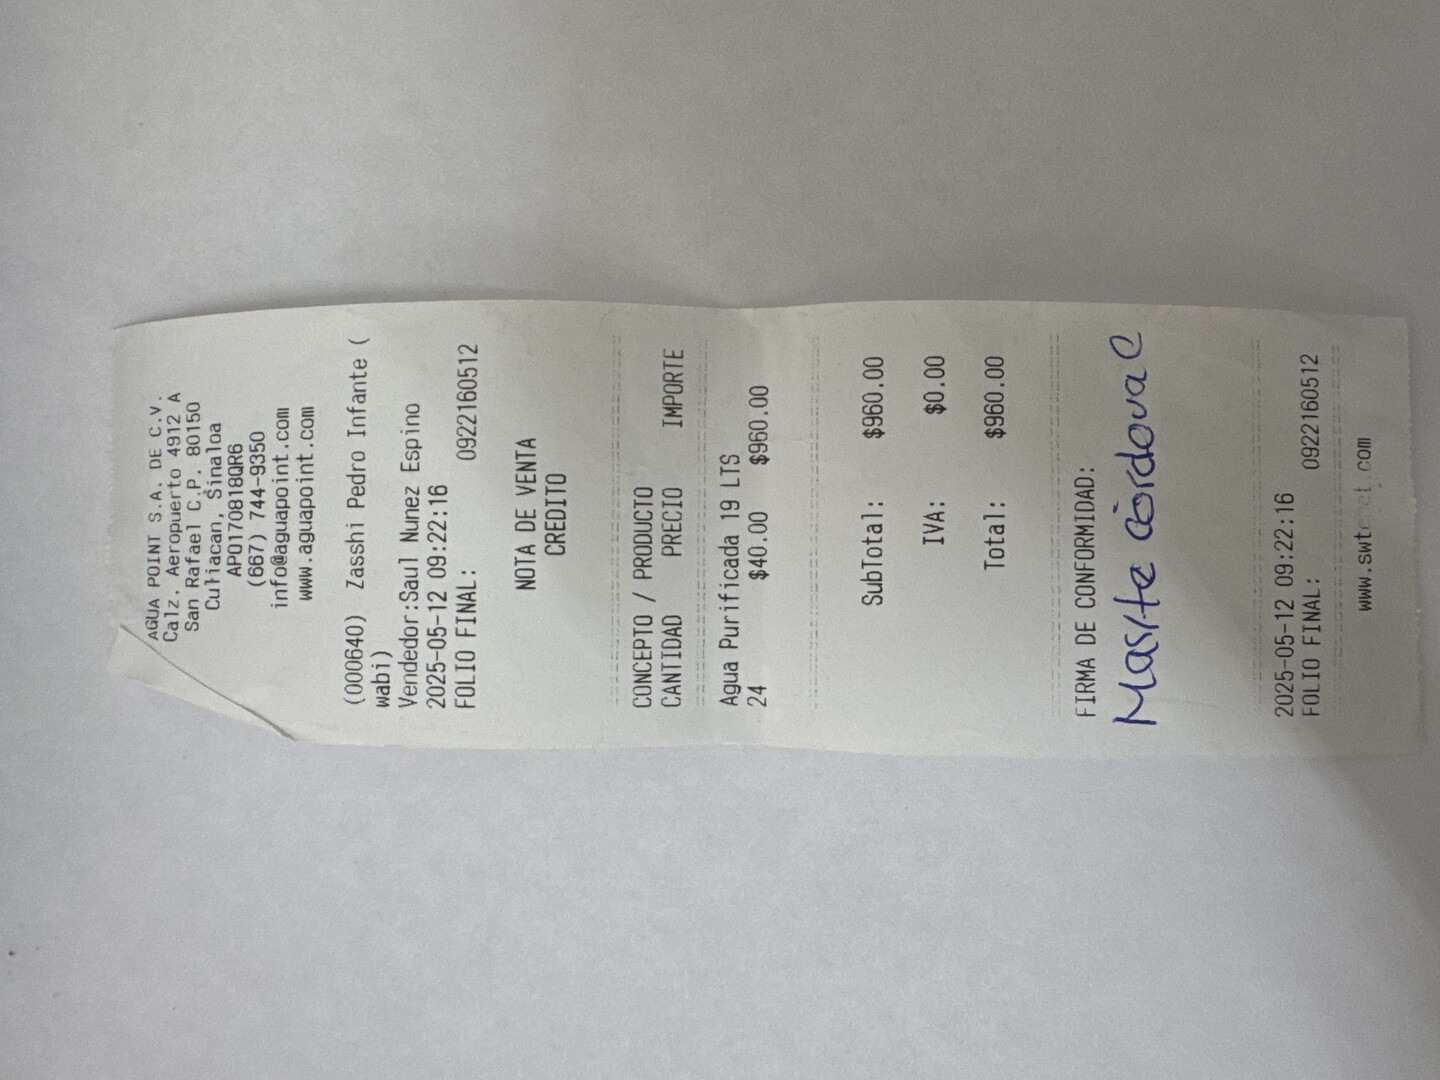 AGUA POINT S.A. DE C.V.
Calz. Aeropuerto 4912 A
San Rafael C.P. 80150
Culiacan, Sinaloa
APO170818QR6
(667) 744-9350
info@aguapoint.com
www.aguapoint.com
(000640) Zasshi Pedro Infante (
wabi)
Vendedor:Saul Nunez Espino
2025-05-12 09:22:16
FOLIO FINAL: 0922160512
NOTA DE VENTA
CREDITO
CONCEPTO / PRODUCTO
CANTIDAD PRECIO IMPORTE
Agua Purificada 19 LTS
24 $40.00 $960.00
SubTotal: $960.00
IVA: $0.00
Total: $960.00
FIRMA DE CONFORMIDAD:
Cordova C
2025-05-12 09:22:16
FOLIO FINAL: 0922160512